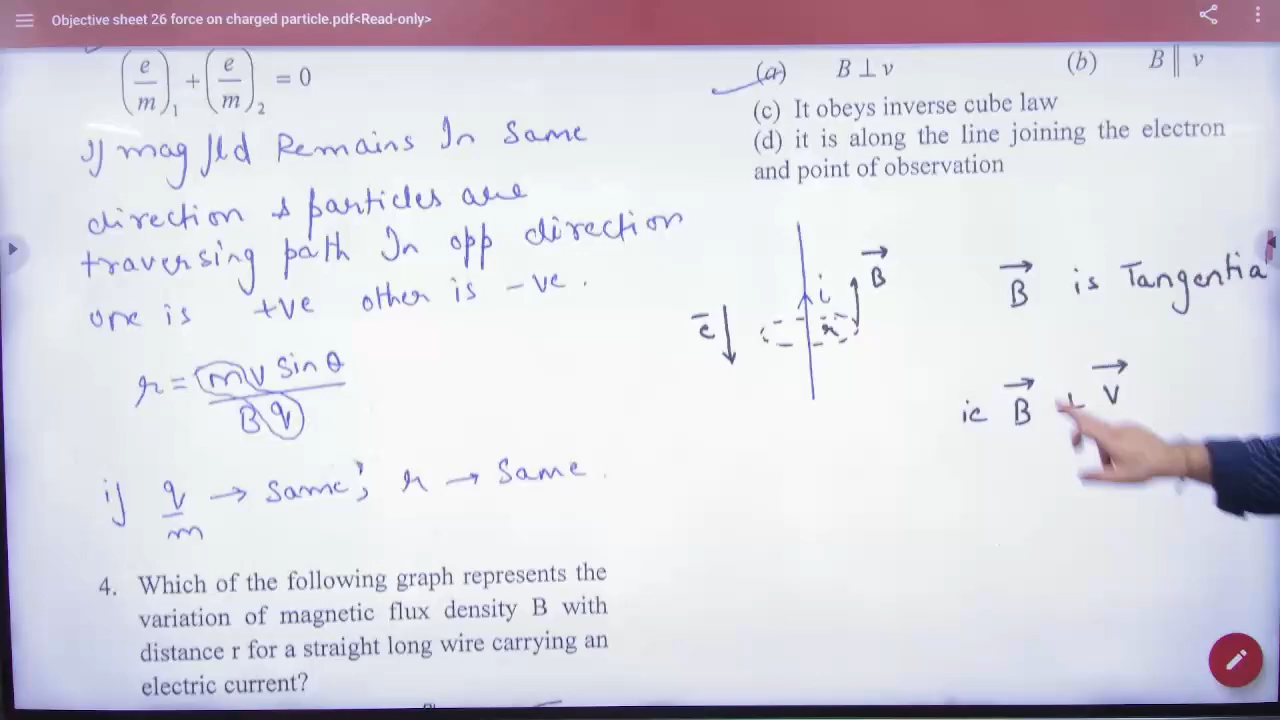 Objective sheet 26 force on charged particle.pdf<Read-only>
(e/m)₁ + (e/m)₂ = 0
If mag fld Remains In Same
direction & particles are
traversing path In opp direction
one is +ve other is -ve.
r = mv sin θ / Bq
if q/m → same; r → same.
4. Which of the following graph represents the
variation of magnetic flux density B with
distance r for a straight long wire carrying an
electric current?
(a) B ⊥ v (b) B ∥ v
(c) It obeys inverse cube law
(d) it is along the line joining the electron
and point of observation
i
B
r
e
B is Tangentia
ie B ⊥ v